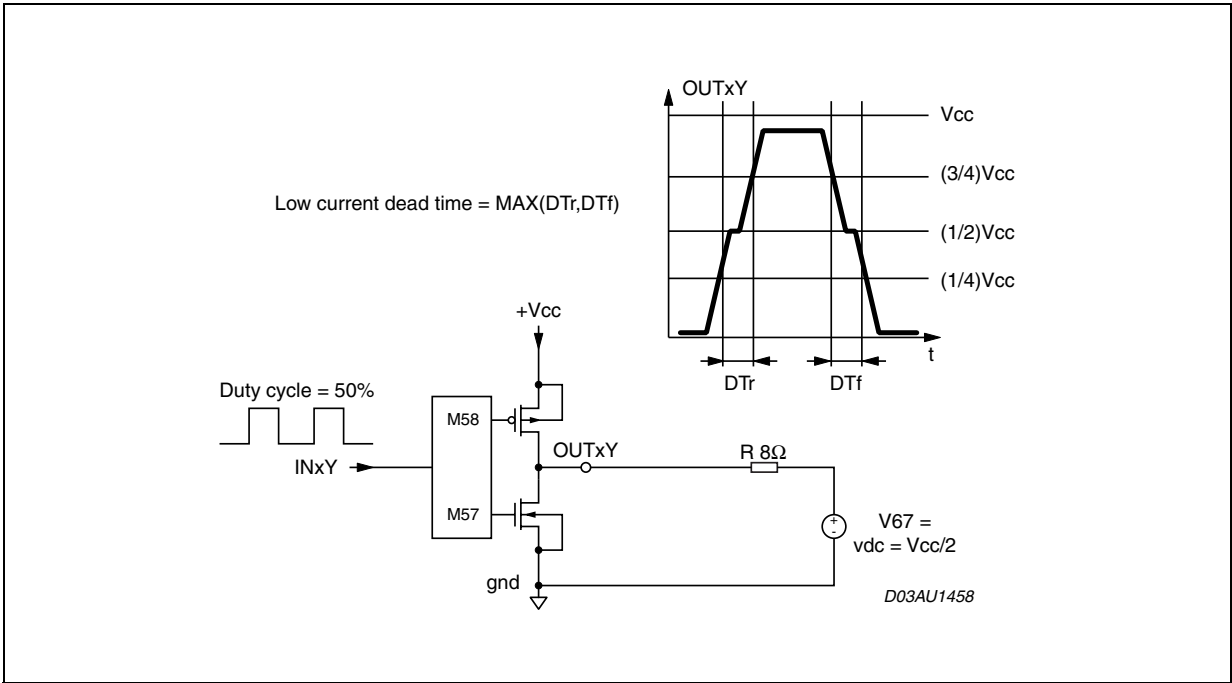 OUTxY
Vcc
(3/4)Vcc
Low current dead time = MAX(DTr,DTf)
(1/2)Vcc
(1/4)Vcc
+Vcc
t
DTr
DTf
Duty cycle = 50%
M58
OUTxY
R 8Ω
INxY
M57
+
-
V67 =
vdc = Vcc/2
gnd
D03AU1458